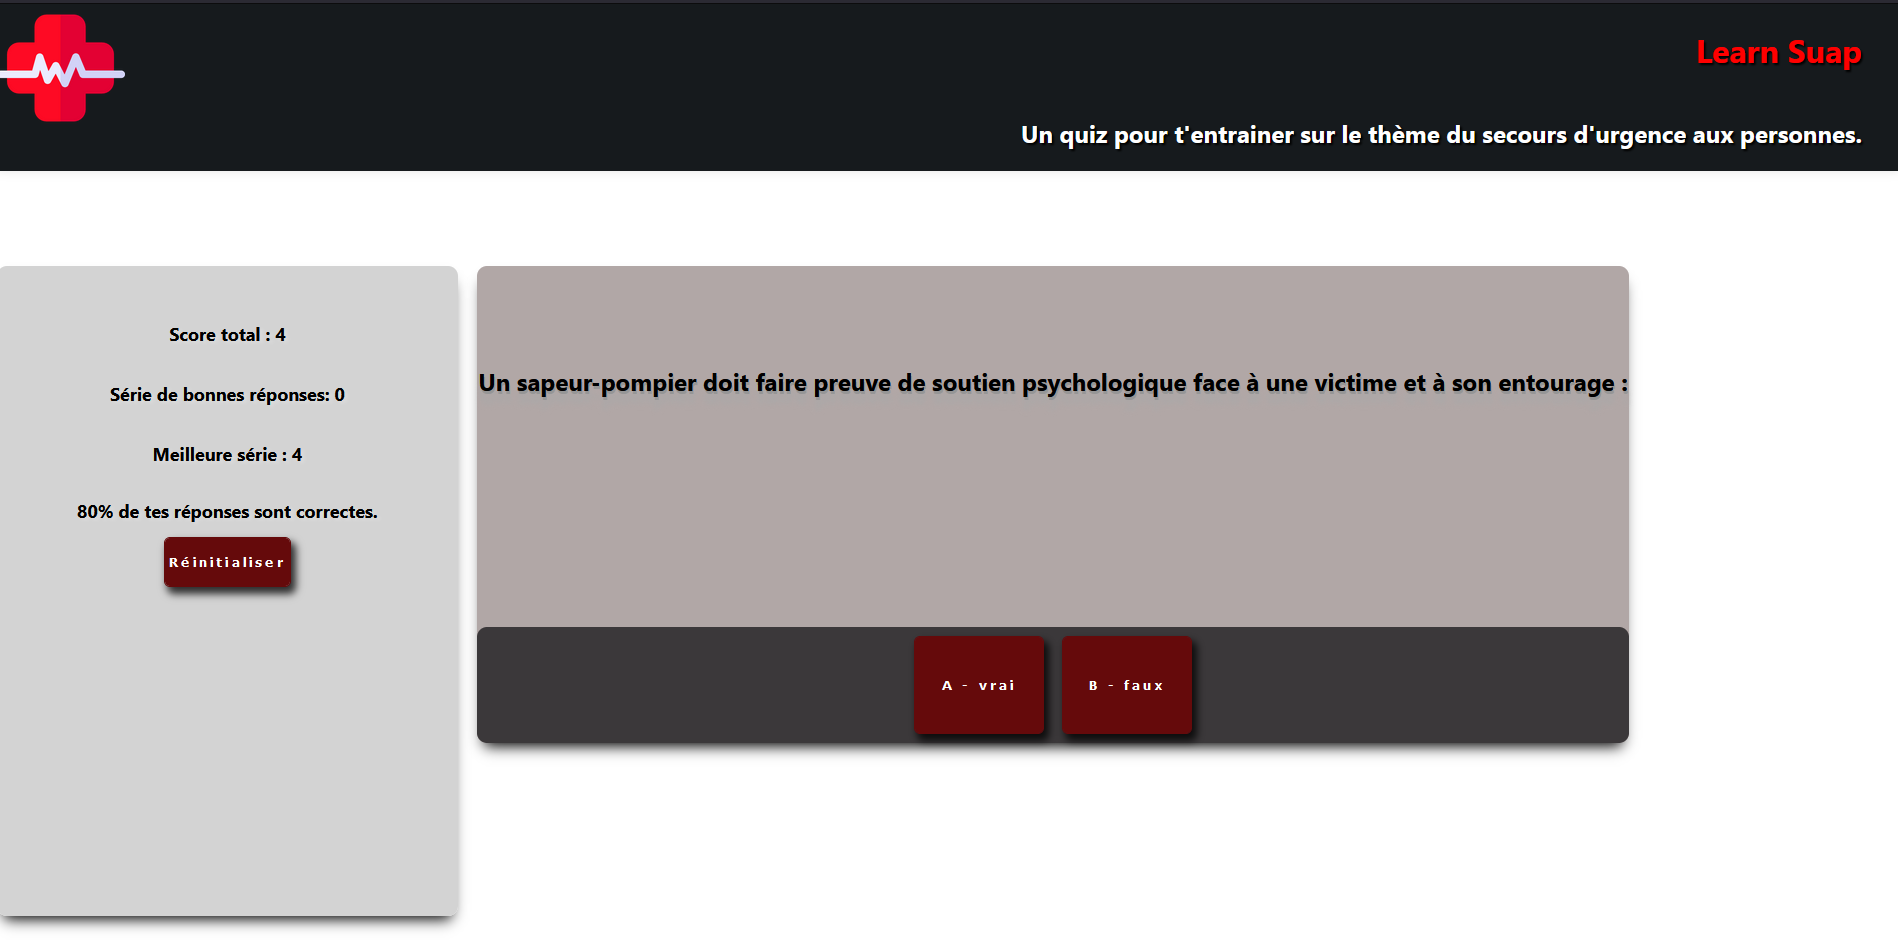 Learn Suap
Un quiz pour t'entrainer sur le thème du secours d'urgence aux personnes.
Score total : 4
Série de bonnes réponses: 0
Meilleure série : 4
80% de tes réponses sont correctes.
Réinitialiser
Un sapeur-pompier doit faire preuve de soutien psychologique face à une victime et à son entourage :
A - vrai
B - faux